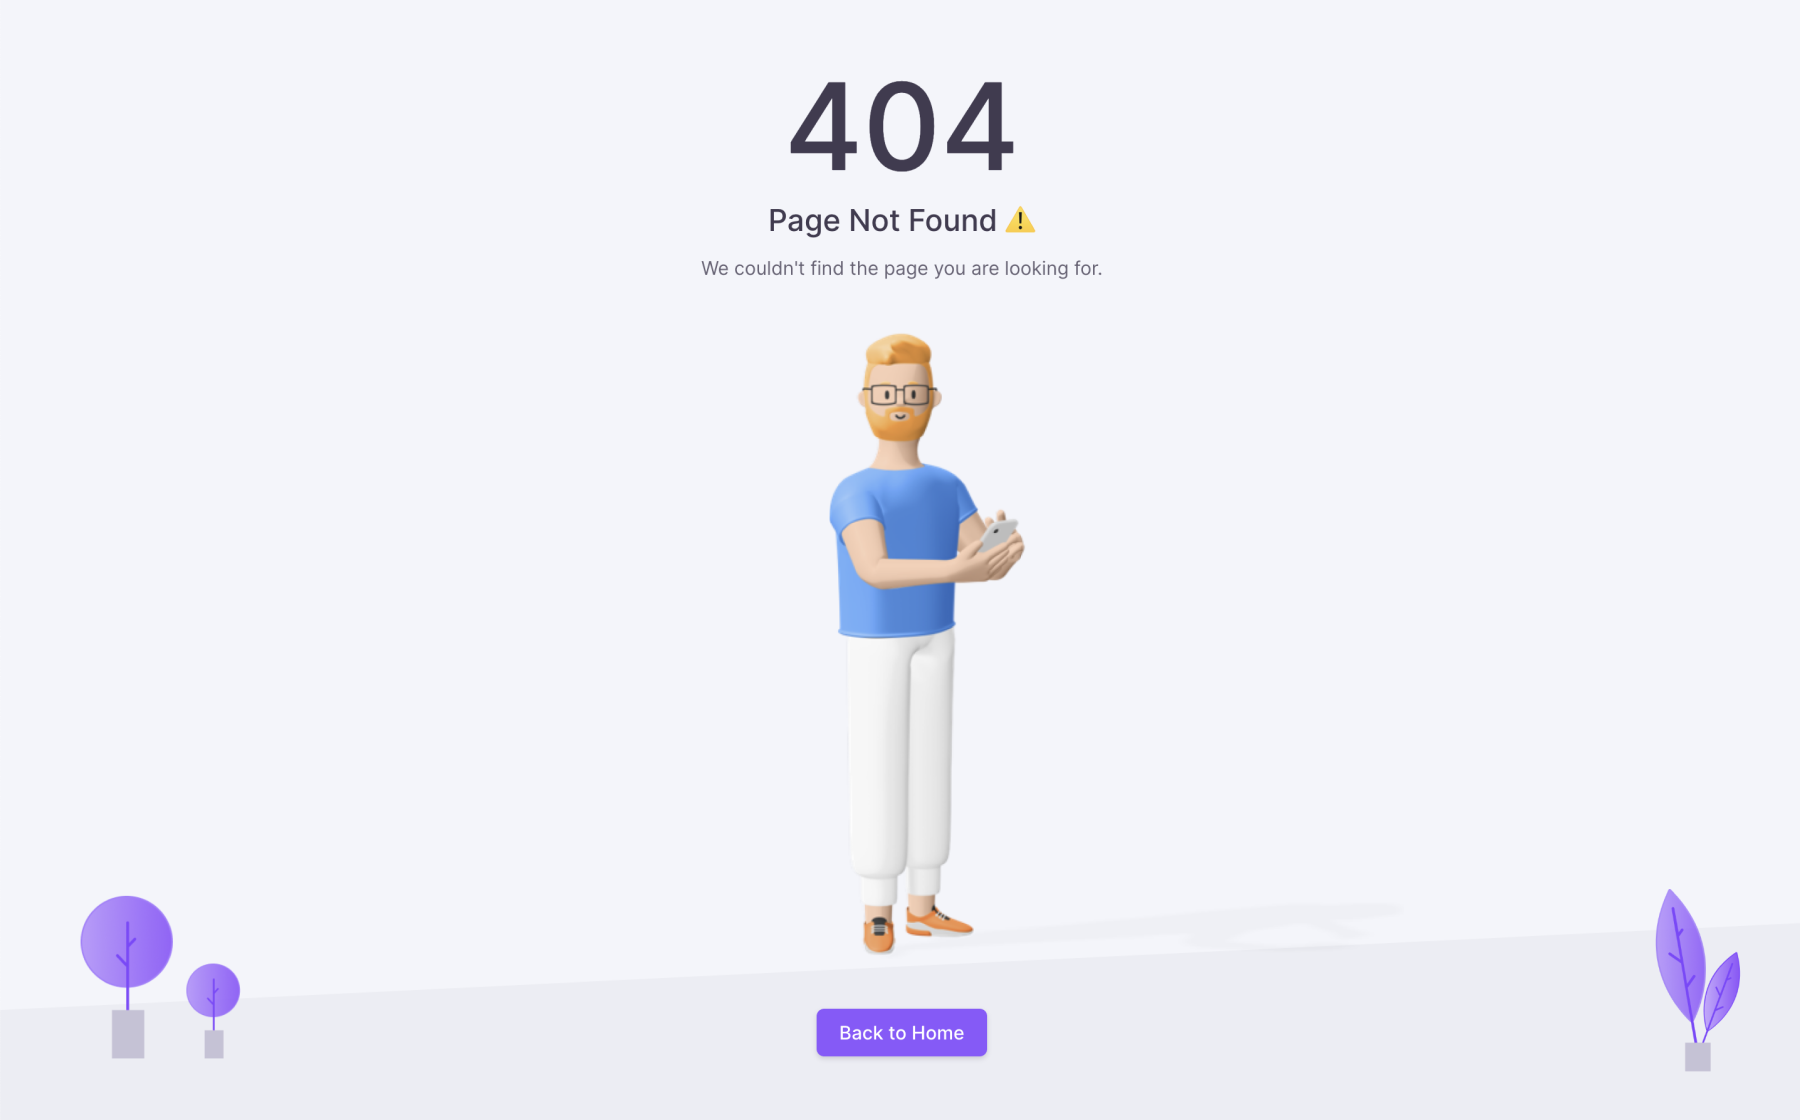 404
Page Not Found ⚠️
We couldn't find the page you are looking for.
Back to Home